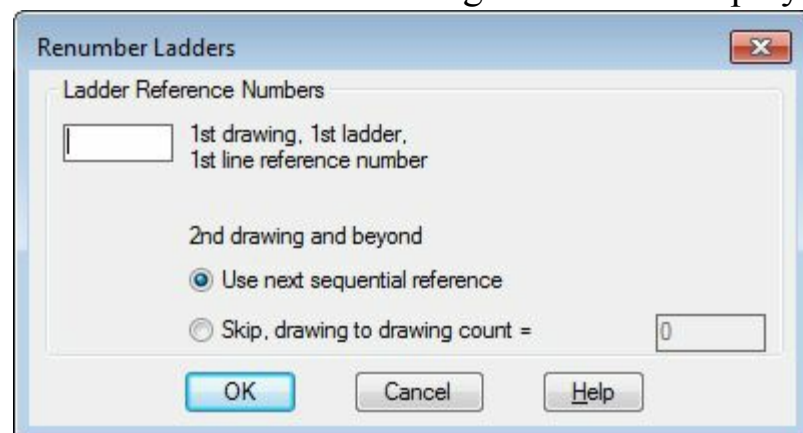 Renumber Ladders
Ladder Reference Numbers
1st drawing, 1st ladder,
1st line reference number
2nd drawing and beyond
Use next sequential reference
Skip, drawing to drawing count = 0
OK Cancel Help